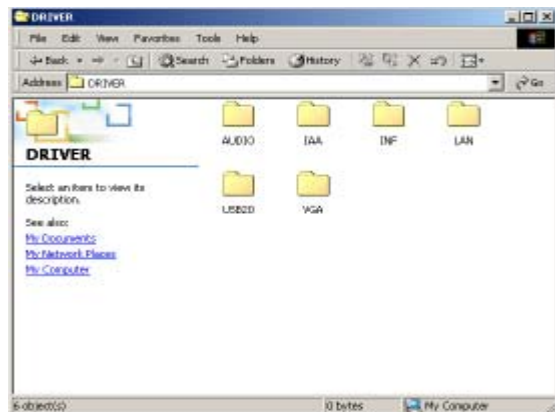 DRIVER
File Edit View Favorites Tools Help
Back Search Folders History
Address DRIVER Go
AUDIO IAA INF LAN
DRIVER
Select an item to view its
description.
USB20 VGA
See also:
My Documents
My Network Places
My Computer
6 object(s) 0 bytes My Computer